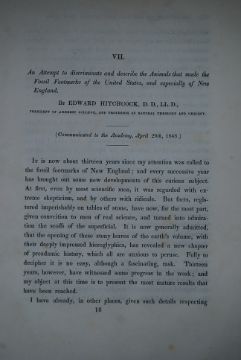 VII.
An Attempt to discriminate and describe the Animals that made the
Fossil Footmarks of the United States, and especially of New
England.
By EDWARD HITCHCOCK, D. D., LL. D.,
PRESIDENT OF AMHERST COLLEGE, AND PROFESSOR OF NATURAL THEOLOGY AND GEOLOGY.
(Communicated to the Academy, April 29th, 1848.)
It is now about thirteen years since my attention was called to
the fossil footmarks of New England; and every successive year
has brought out some new developments of this curious subject.
At first, even by most scientific men, it was regarded with ex-
treme skepticism, and by others with ridicule. But facts, regis-
tered imperishably on tables of stone, have now, for the most part,
given conviction to men of real science, and turned into admira-
tion the scoffs of the superficial. It is now generally admitted,
that the opening of these stony leaves of the earth's volume, with
their deeply impressed hieroglyphics, has revealed a new chapter
of preadamic history, which all are anxious to peruse. Fully to
decipher it is no easy, although a fascinating, task. Thirteen
years, however, have witnessed some progress in the work; and
my object at this time is to present the most mature results that
have been reached.
I have already, in other places, given such details respecting
18